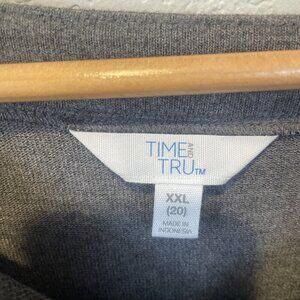 TIME AND
TRU™
XXL
(20)
MADE IN
INDONESIA